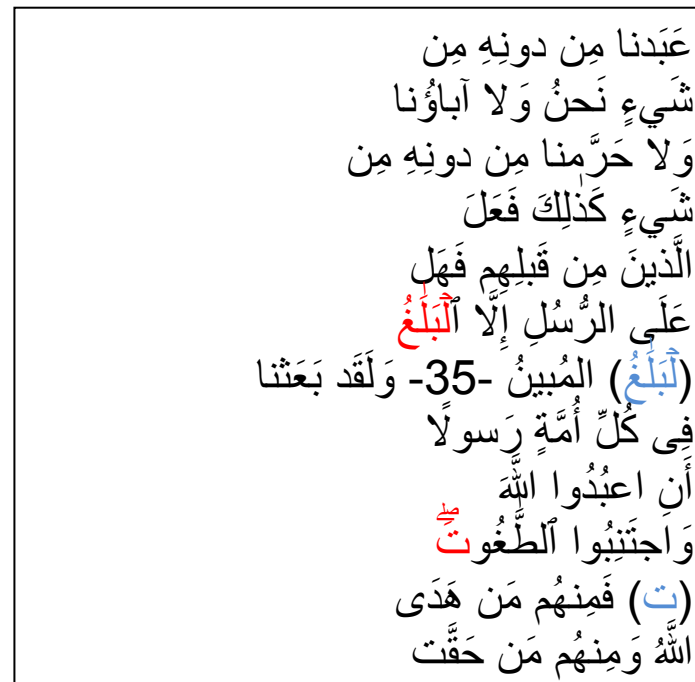 عَبَدنا مِن دونِهِ مِن
شَيءٍ نَحنُ وَلا آباؤُنا
وَلا حَرَّمنا مِن دونِهِ مِن
شَيءٍ كَذٰلِكَ فَعَلَ
الَّذينَ مِن قَبلِهِم فَهَل
عَلَى الرُّسُلِ إِلَّا ٱلۡبَلَٰغُ
(لۡبَلَٰغُ) المُبينُ -35- وَلَقَد بَعَثنا
فِى كُلِّ أُمَّةٍ رَسولًا
أَنِ اعبُدُوا اللَّهَ
وَاجتَنِبُوا ٱلطَّٰغُوتَۖ
(ت) فَمِنهُم مَن هَدَى
اللَّهُ وَمِنهُم مَن حَقَّت